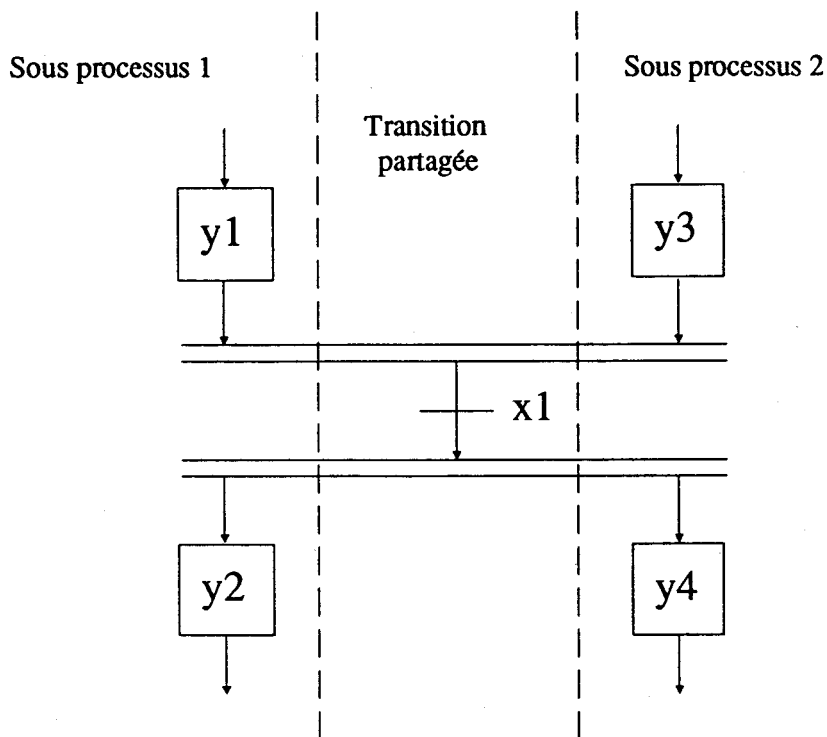 Sous processus 1
Sous processus 2
Transition
partagée
y1
y3
x1
y2
y4